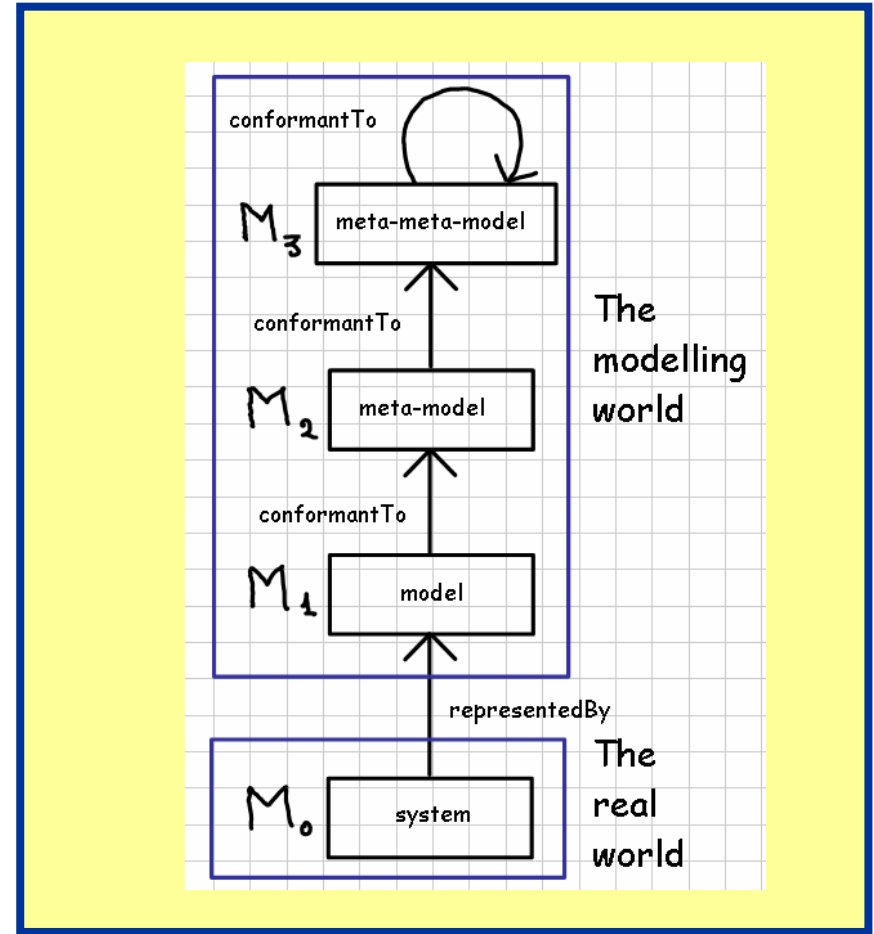 conformantTo
M3
meta-meta-model
conformantTo
The
modelling
world
M2
meta-model
conformantTo
M1
model
representedBy
The
real
world
M0
system